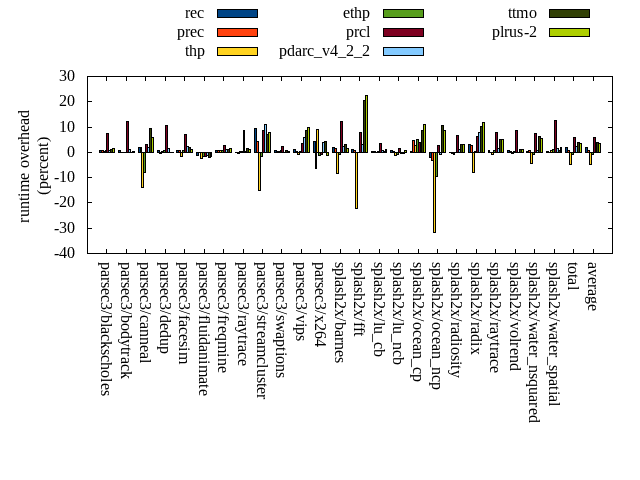 rec ethp ttmo
prec prcl plrus-2
thp pdarc_v4_2_2
runtime overhead
(percent)
30
20
10
0
-10
-20
-30
-40
parsec3/blackscholes
parsec3/bodytrack
parsec3/canneal
parsec3/dedup
parsec3/facesim
parsec3/fluidanimate
parsec3/freqmine
parsec3/raytrace
parsec3/streamcluster
parsec3/swaptions
parsec3/vips
parsec3/x264
splash2x/barnes
splash2x/fft
splash2x/lu_cb
splash2x/lu_ncb
splash2x/ocean_cp
splash2x/ocean_ncp
splash2x/radiosity
splash2x/radix
splash2x/raytrace
splash2x/volrend
splash2x/water_nsquared
splash2x/water_spatial
total
average